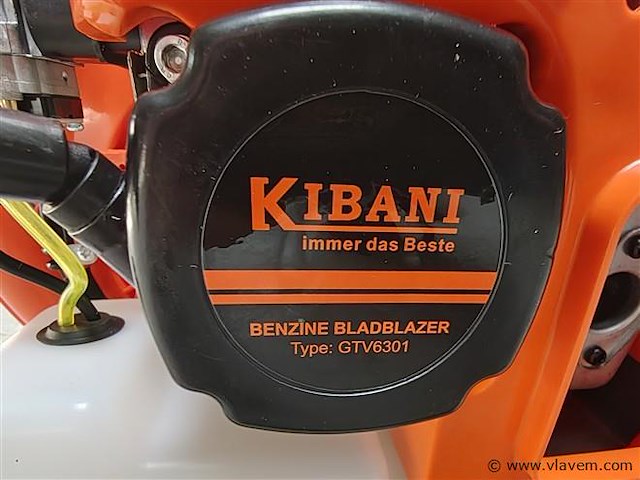 KIBANI
immer das Beste
BENZINE BLADBLAZER
Type: GTV6301
© www.vlavem.com